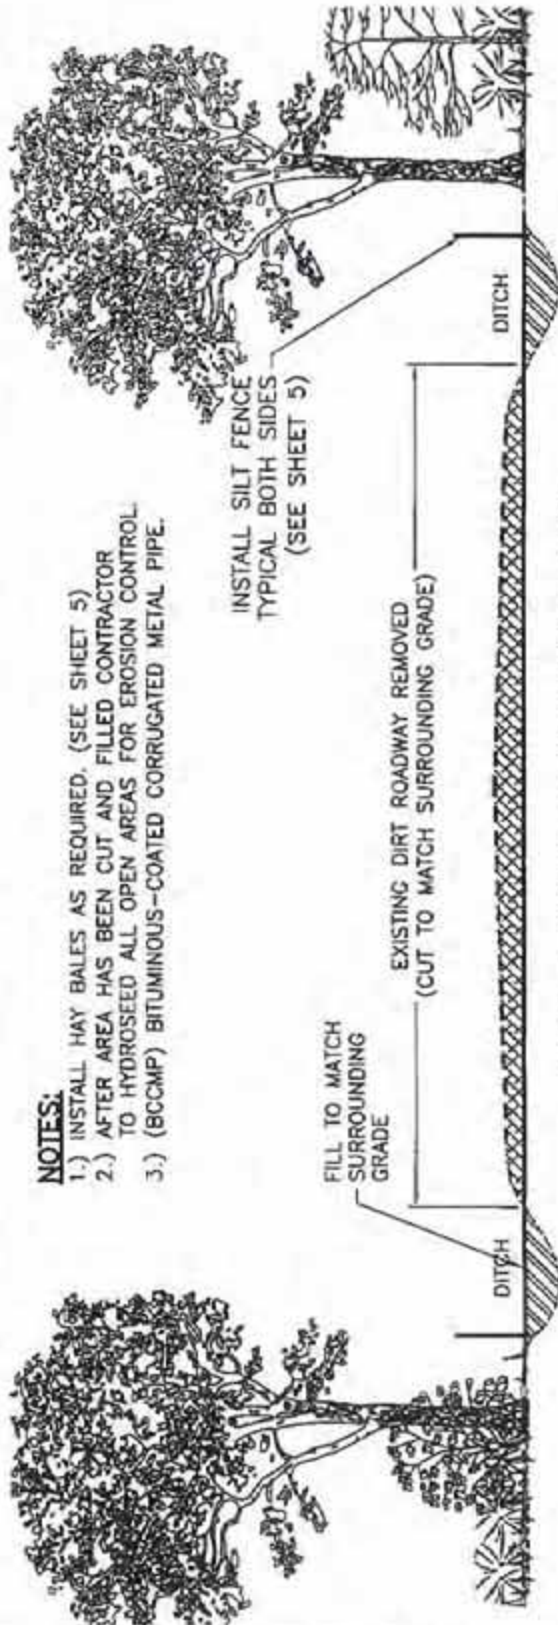 NOTES:
1.) INSTALL HAY BALES AS REQUIRED. (SEE SHEET 5)
2.) AFTER AREA HAS BEEN CUT AND FILLED CONTRACTOR
TO HYDROSEED ALL OPEN AREAS FOR EROSION CONTROL.
3.) (BCCMP) BITUMINOUS-COATED CORRUGATED METAL PIPE.
INSTALL SILT FENCE
TYPICAL BOTH SIDES
(SEE SHEET 5)
FILL TO MATCH
SURROUNDING
GRADE
EXISTING DIRT ROADWAY REMOVED
(CUT TO MATCH SURROUNDING GRADE)
DITCH
DITCH